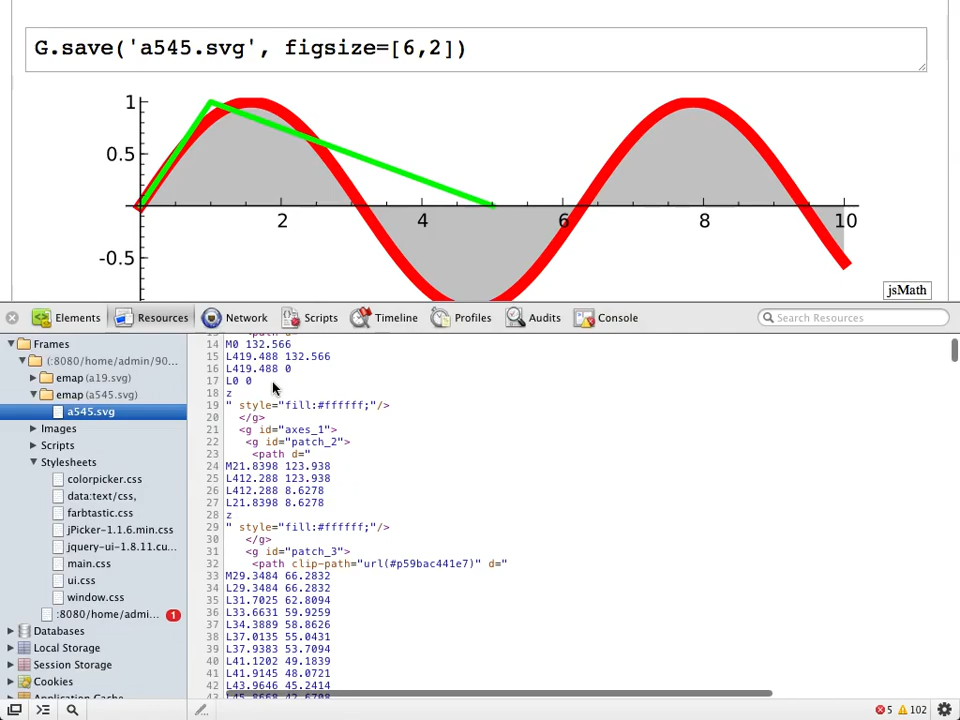 G.save('a545.svg', figsize=[6,2])
1
0.5
2 4 6 8 10
-0.5
jsMath
Elements Resources Network Scripts Timeline Profiles Audits Console Search Resources
Frames
(:8080/home/admin/90...
emap (a19.svg)
emap (a545.svg)
a545.svg
Images
Scripts
Stylesheets
colorpicker.css
data:text/css,
farbtastic.css
jPicker-1.1.6.min.css
jquery-ui-1.8.11.cu...
main.css
ui.css
window.css
:8080/home/admi... 1
Databases
Local Storage
Session Storage
Cookies
Application Cache
14 M0 132.566
15 L419.488 132.566
16 L419.488 0
17 L0 0
18 z
19 " style="fill:#ffffff;"/>
20 </g>
21 <g id="axes_1">
22 <g id="patch_2">
23 <path d="
24 M21.8398 123.938
25 L412.288 123.938
26 L412.288 8.6278
27 L21.8398 8.6278
28 z
29 " style="fill:#ffffff;"/>
30 </g>
31 <g id="patch_3">
32 <path clip-path="url(#p59bac441e7)" d="
33 M29.3484 66.2832
34 L29.3484 66.2832
35 L31.7025 62.8094
36 L33.6631 59.9259
37 L34.3889 58.8626
38 L37.0135 55.0431
39 L37.9383 53.7094
40 L41.1202 49.1839
41 L41.9145 48.0721
42 L43.9646 45.2414
5 102